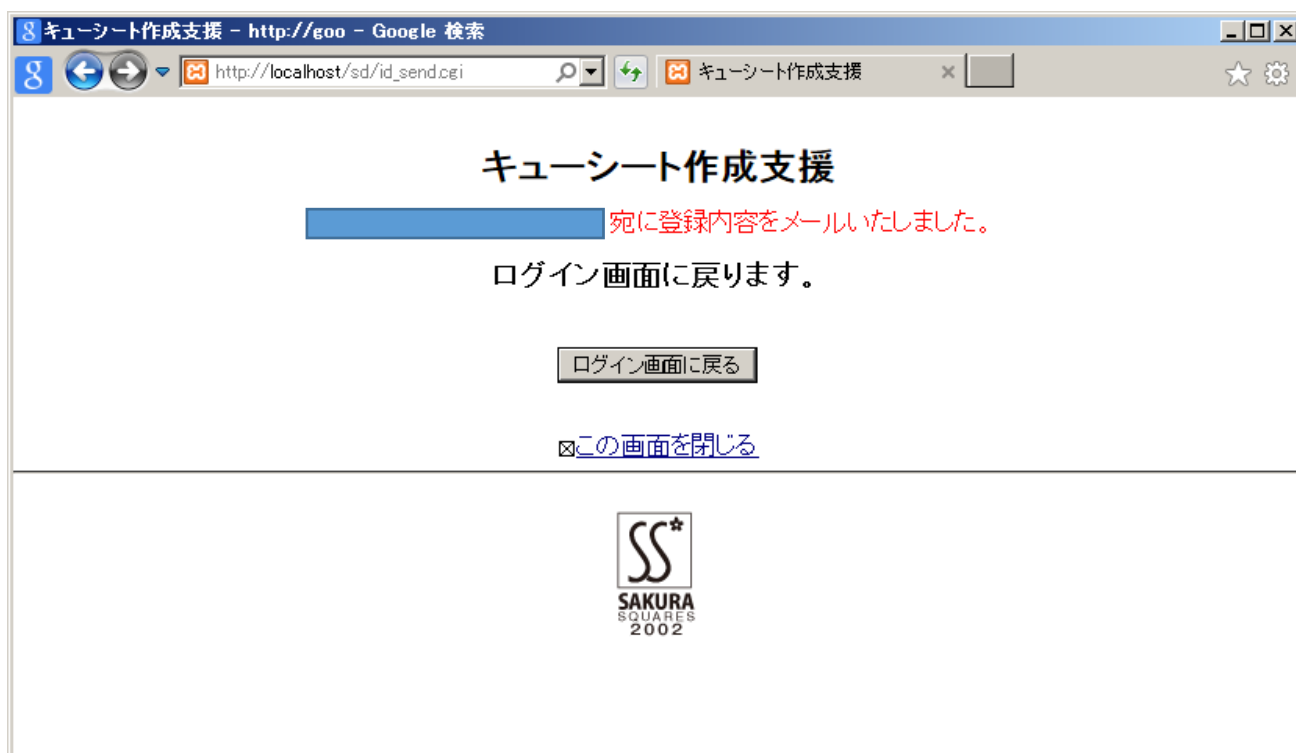 キューシート作成支援 - http://goo - Google 検索
http://localhost/sd/id_send.cgi
キューシート作成支援
キューシート作成支援
宛に登録内容をメールいたしました。
ログイン画面に戻ります。
ログイン画面に戻る
この画面を閉じる
SS
SAKURA
SQUARES
2002